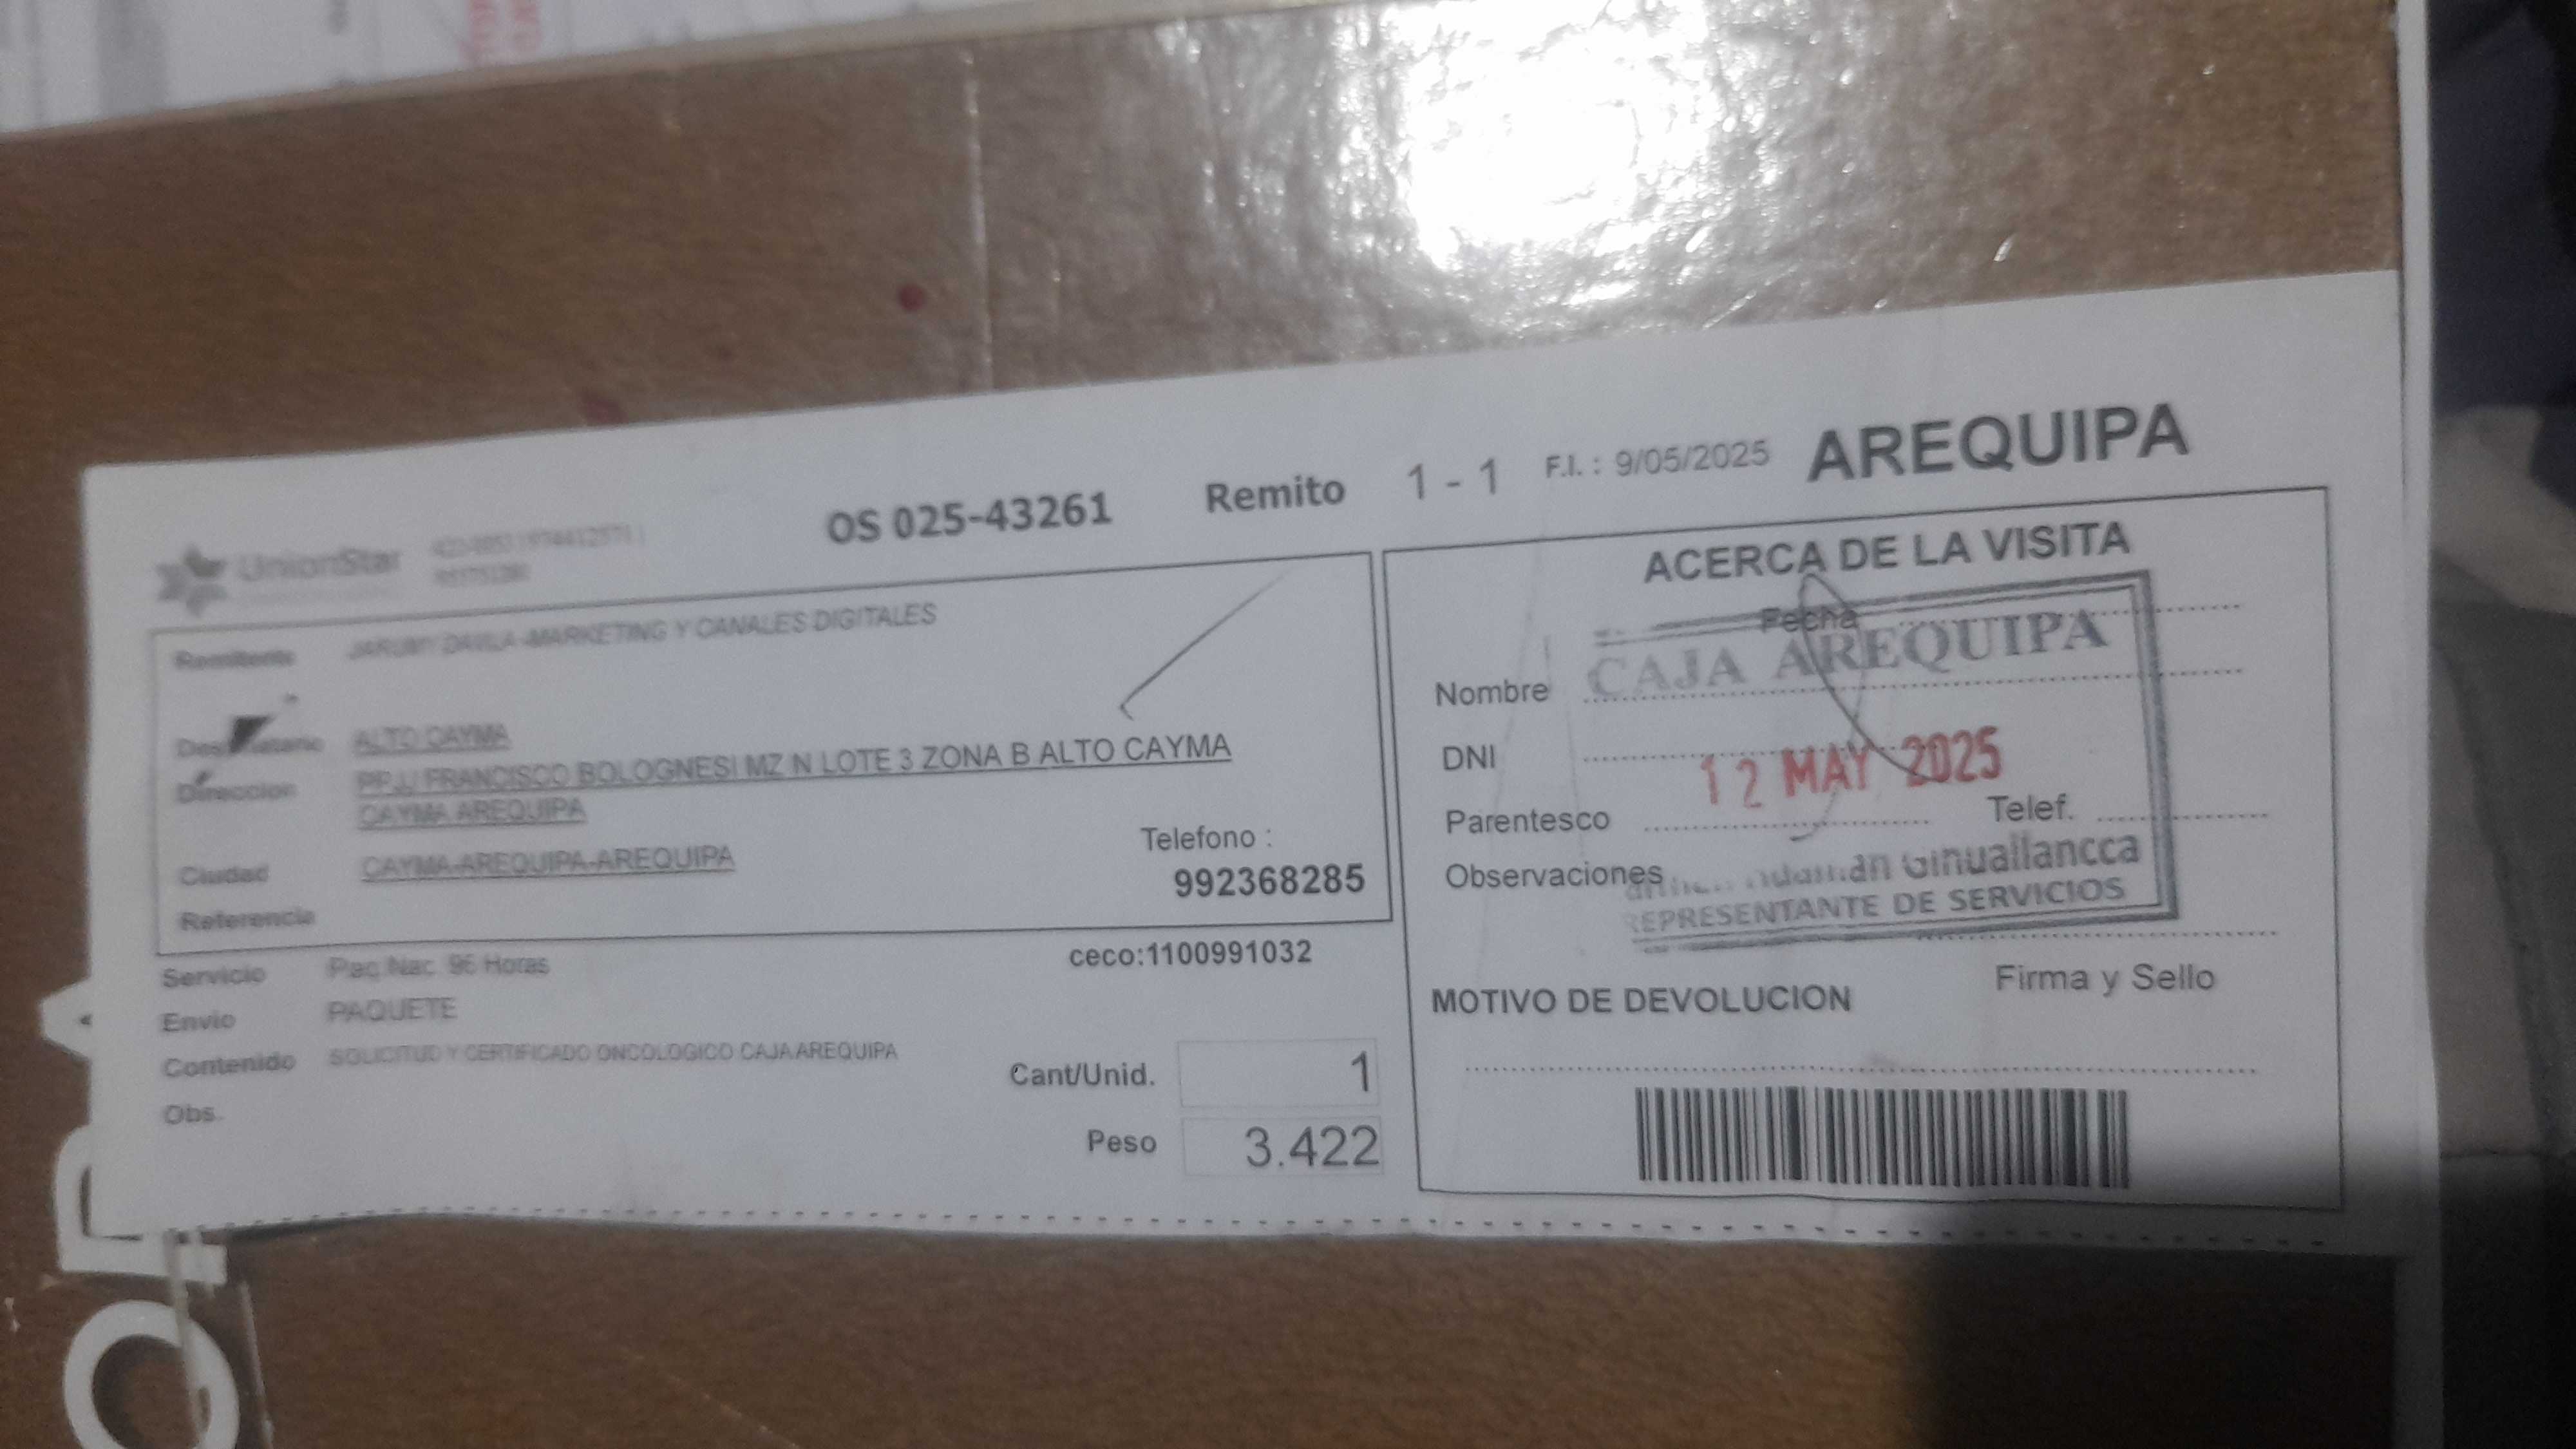 UnionStar
OS 025-43261 Remito 1 - 1 F.I. : 9/05/2025 AREQUIPA
Remitente JARUMY DAVILA-MARKETING Y CANALES DIGITALES
Destinatario ALTO CAYMA
Direccion PP.JJ FRANCISCO BOLOGNESI MZ N LOTE 3 ZONA B ALTO CAYMA
CAYMA AREQUIPA
Ciudad CAYMA-AREQUIPA-AREQUIPA
Telefono :
992368285
Referencia
Servicio Paq Nac. 96 Horas
ceco:1100991032
Envio PAQUETE
Contenido SOLICITUD Y CERTIFICADO ONCOLOGICO CAJA AREQUIPA
Obs.
Cant/Unid. 1
Peso 3.422
ACERCA DE LA VISITA
Fecha
CAJA AREQUIPA
Nombre
DNI
12 MAY 2025
Parentesco Telef.
Observaciones
REPRESENTANTE DE SERVICIOS
Firma y Sello
MOTIVO DE DEVOLUCION